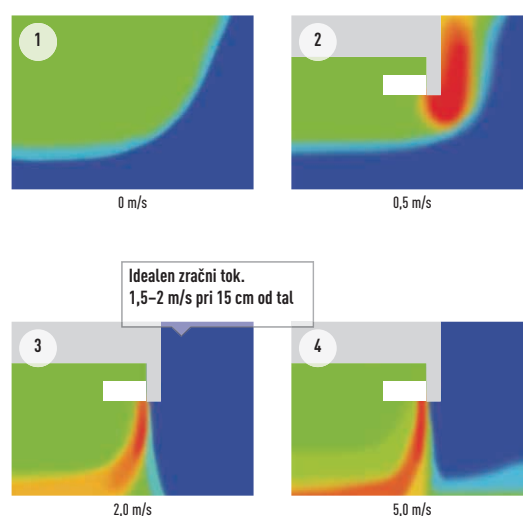 1
2
0 m/s
0,5 m/s
Idealen zračni tok.
1,5–2 m/s pri 15 cm od tal
3
4
2,0 m/s
5,0 m/s